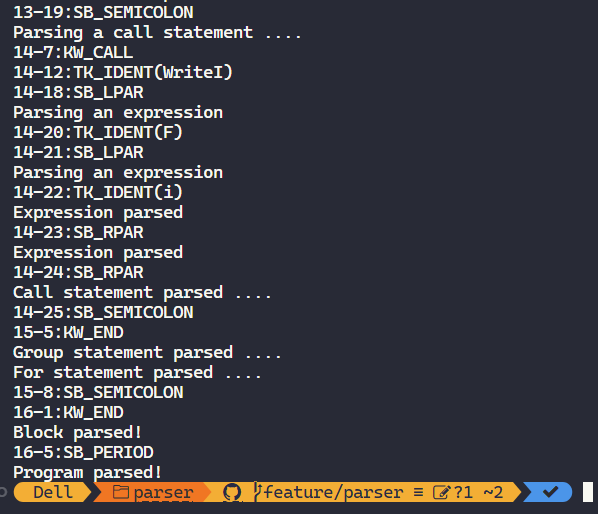 13-19:SB_SEMICOLON
Parsing a call statement ....
14-7:KW_CALL
14-12:TK_IDENT(WriteI)
14-18:SB_LPAR
Parsing an expression
14-20:TK_IDENT(F)
14-21:SB_LPAR
Parsing an expression
14-22:TK_IDENT(i)
Expression parsed
14-23:SB_RPAR
Expression parsed
14-24:SB_RPAR
Call statement parsed ....
14-25:SB_SEMICOLON
15-5:KW_END
Group statement parsed ....
For statement parsed ....
15-8:SB_SEMICOLON
16-1:KW_END
Block parsed!
16-5:SB_PERIOD
Program parsed!
Dell parser feature/parser ≡ ?1 ~2